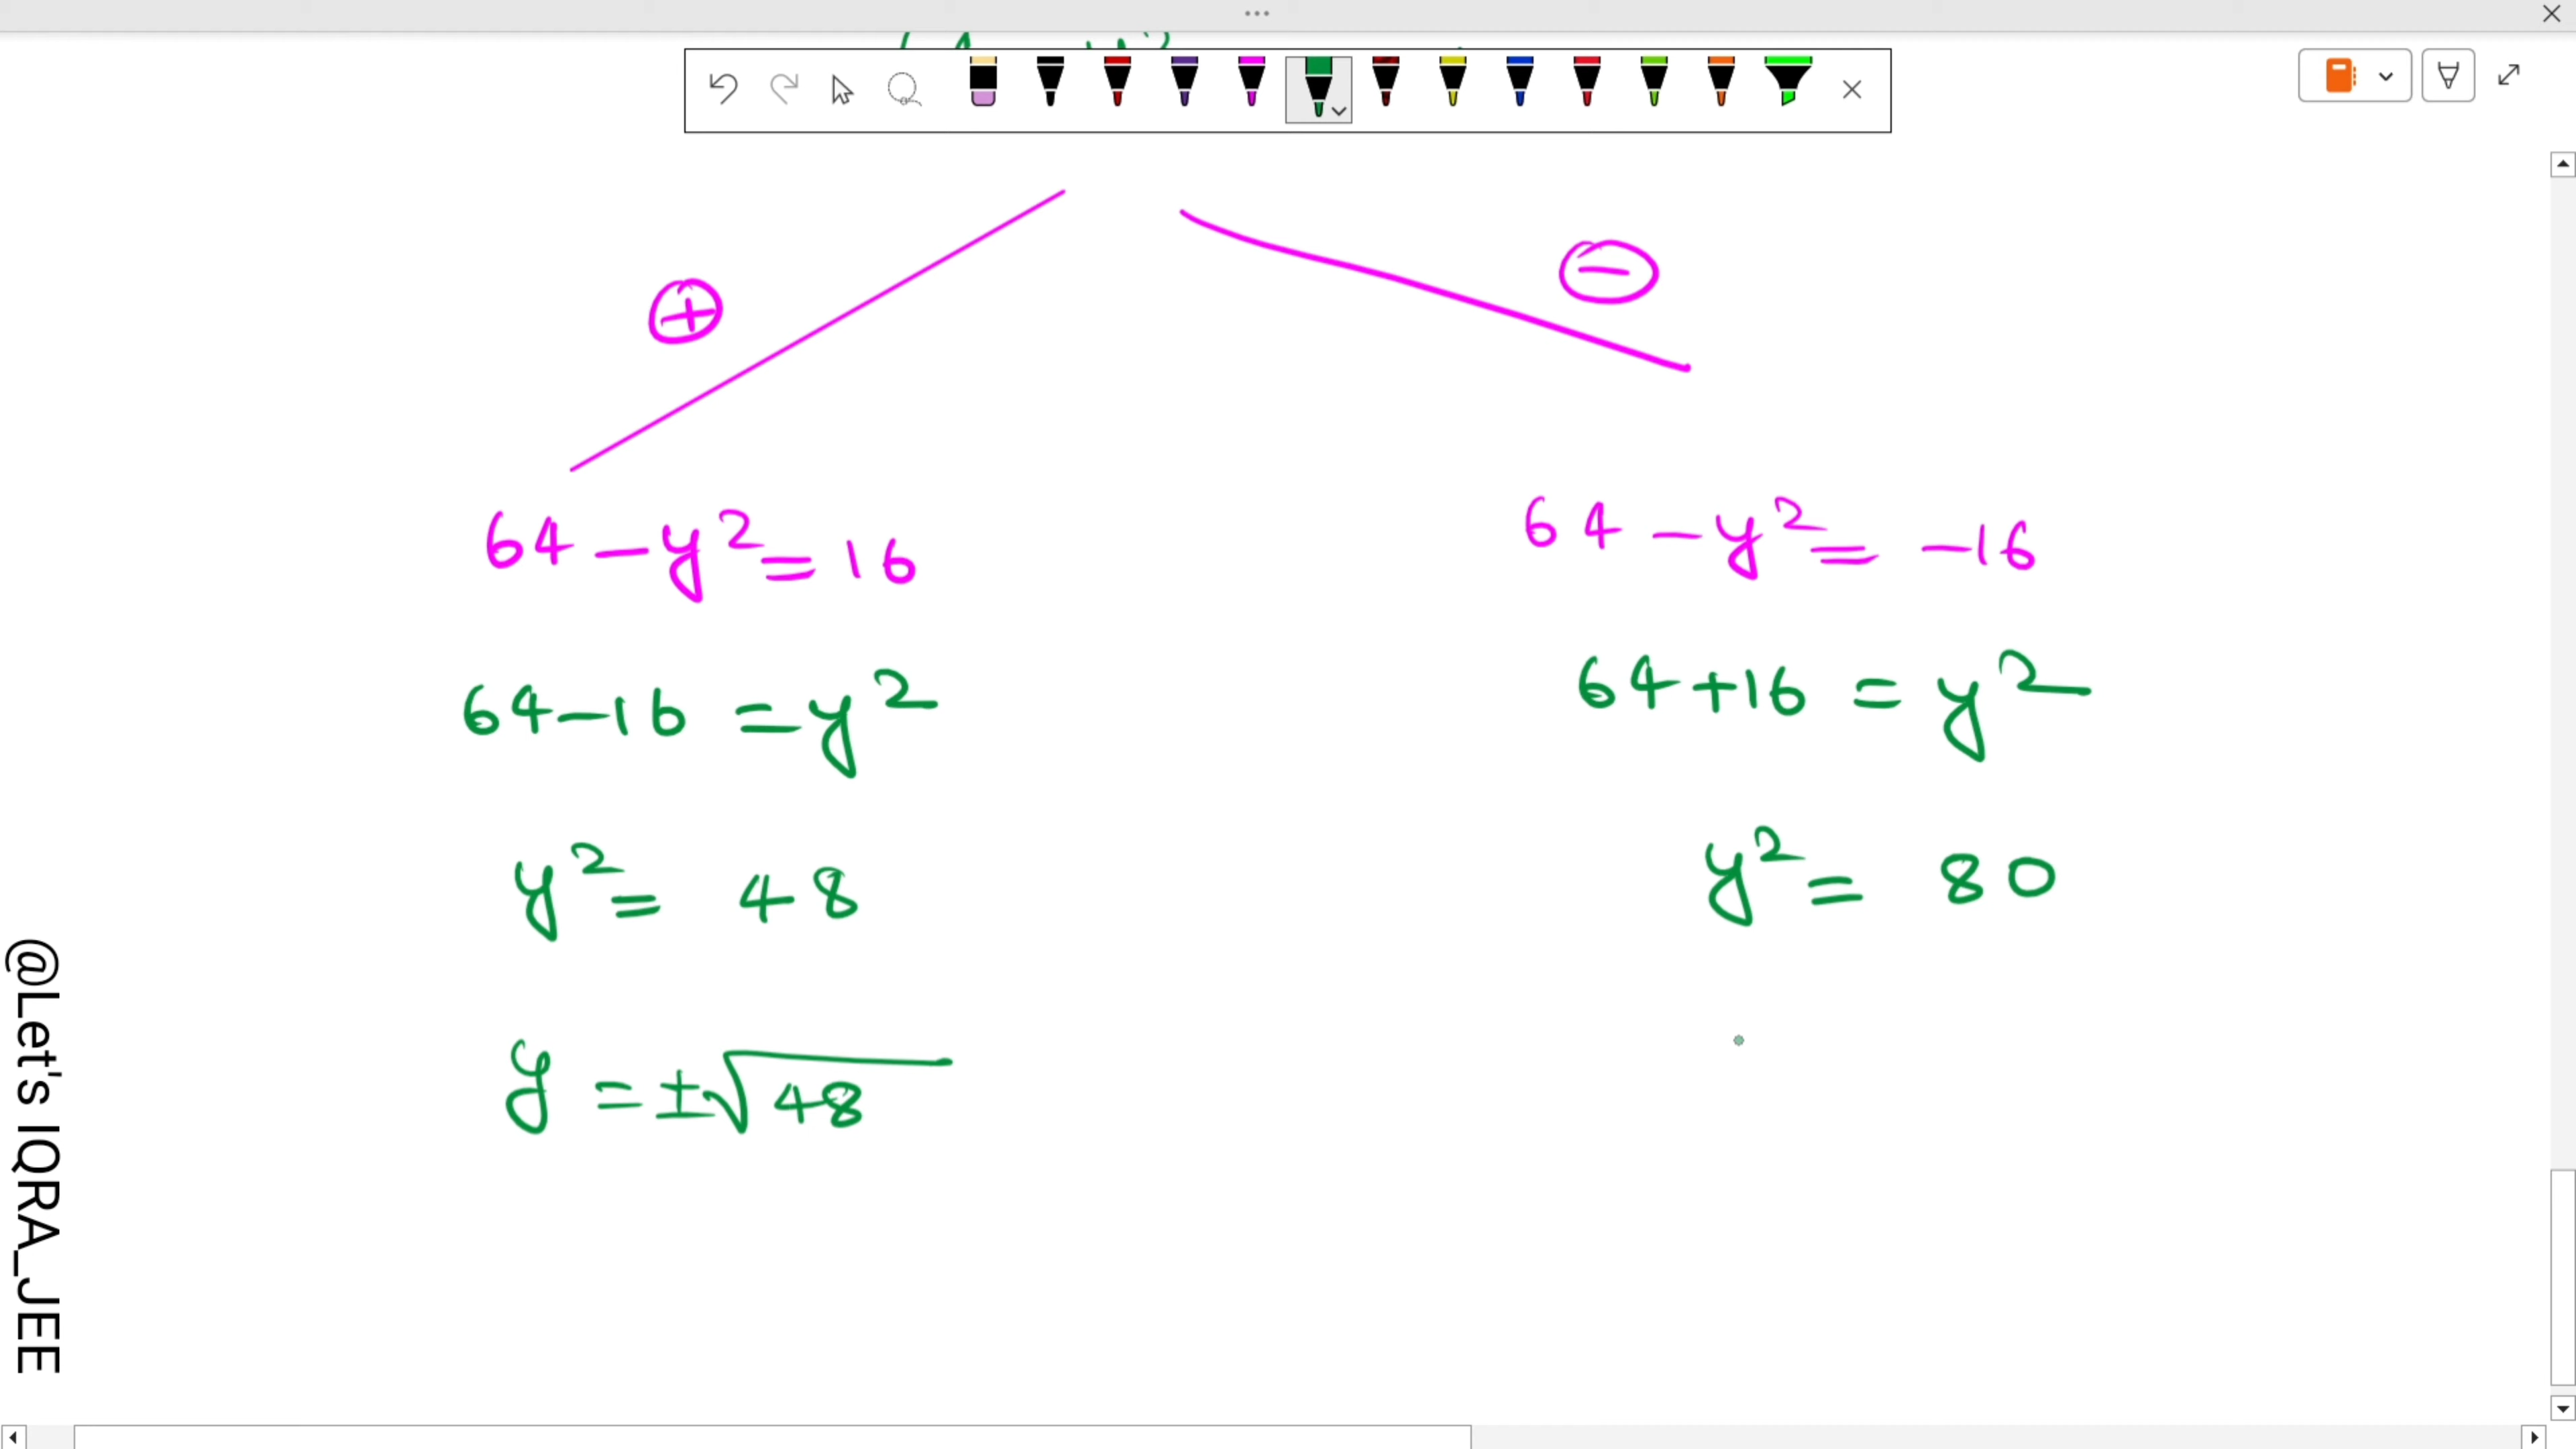 +
−
64 − y² = 16
64 − y² = −16
64 − 16 = y²
64 + 16 = y²
y² = 48
y² = 80
y = ±√48
@Let's IQRA_JEE